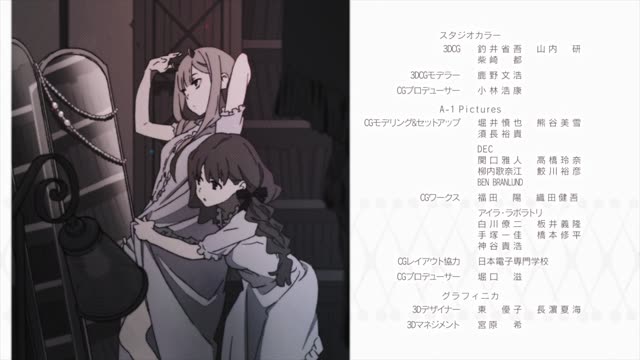 スタジオカラー
3DCG 釣井省吾 山内 研
柴崎 都
3DCGモデラー 鹿野文浩
CGプロデューサー 小林浩康
A-1 Pictures
CGモデリング&セットアップ 堀井慎也 熊谷美雪
須長裕貴
DEC
関口雅人 高橋玲奈
柳内歌奈江 鮫川裕彦
BEN BRANLUND
CGワークス 福田 陽 織田健吾
アイラ・ラボラトリ
白川僚二 板井義隆
手塚一佳 橋本修平
神谷貴浩
CGレイアウト協力 日本電子専門学校
CGプロデューサー 堀口 滋
グラフィニカ
3Dデザイナー 東 優子 長濵夏海
3Dマネジメント 宮原 希